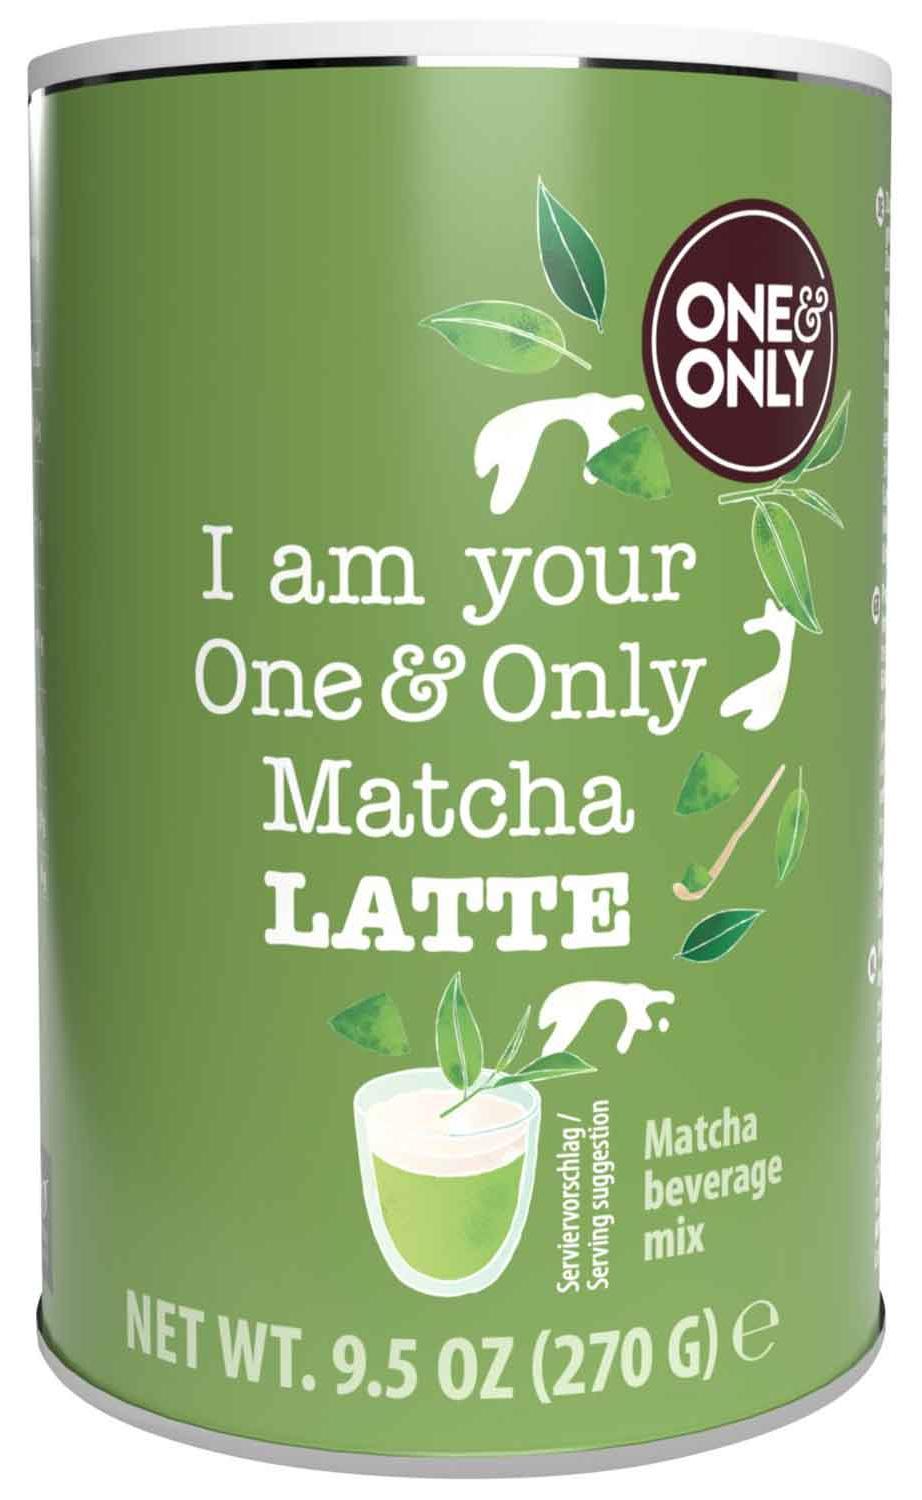 ONE&
ONLY
I am your
One & Only
Matcha
LATTE
Serviervorschlag /
Serving suggestion
Matcha
beverage
mix
NET WT. 9.5 OZ (270 G) ℮